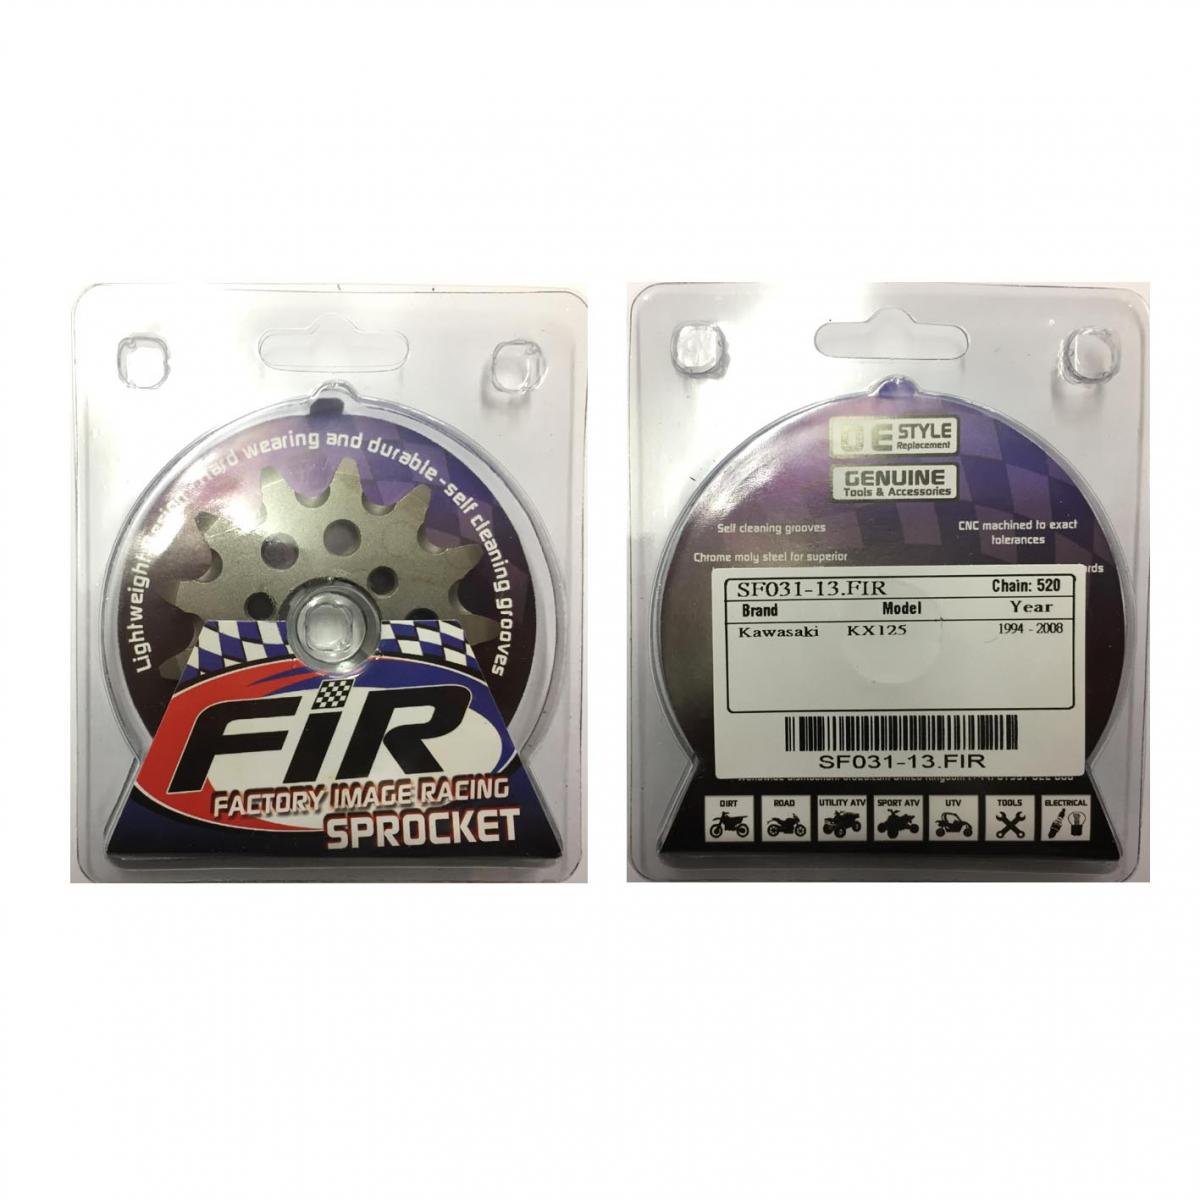 Lightweight hard wearing and durable - self cleaning grooves
FiR
FACTORY IMAGE RACING
SPROCKET
OE STYLE
Replacement
GENUINE
Tools & Accessories
Self cleaning grooves
CNC machined to exact
tolerances
Chrome moly steel for superior
SF031-13.FIR Chain: 520
Brand Model Year
Kawasaki KX125 1994 - 2008
SF031-13.FIR
DIRT ROAD UTILITY ATV SPORT ATV UTV TOOLS ELECTRICAL